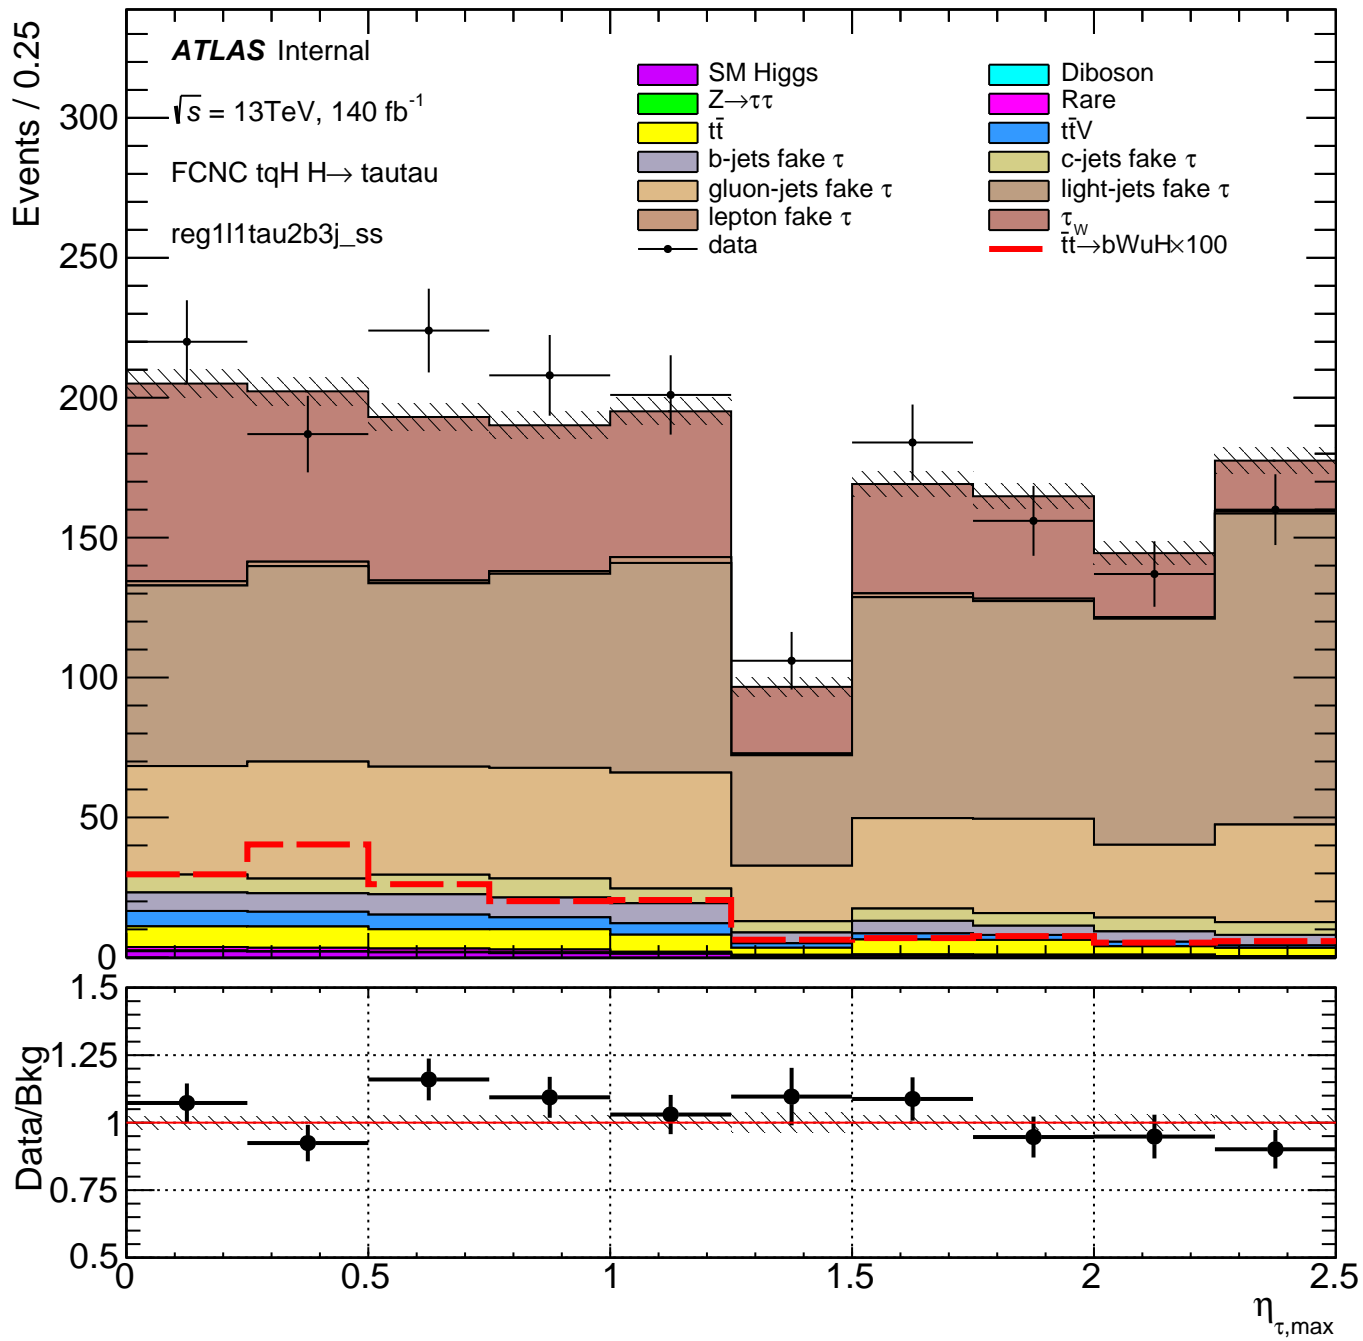 Events / 0.25
ATLAS Internal
√s = 13TeV, 140 fb⁻¹
FCNC tqH H→ tautau
reg1l1tau2b3j_ss
SM Higgs
Diboson
Z→ττ
Rare
tt̄
tt̄V
b-jets fake τ
c-jets fake τ
gluon-jets fake τ
light-jets fake τ
lepton fake τ
τ_W
data
t̄t→bWuH×100
300
250
200
150
100
50
0
Data/Bkg
1.5
1.25
1
0.75
0.5
0 0.5 1 1.5 2 2.5
η_τ,max